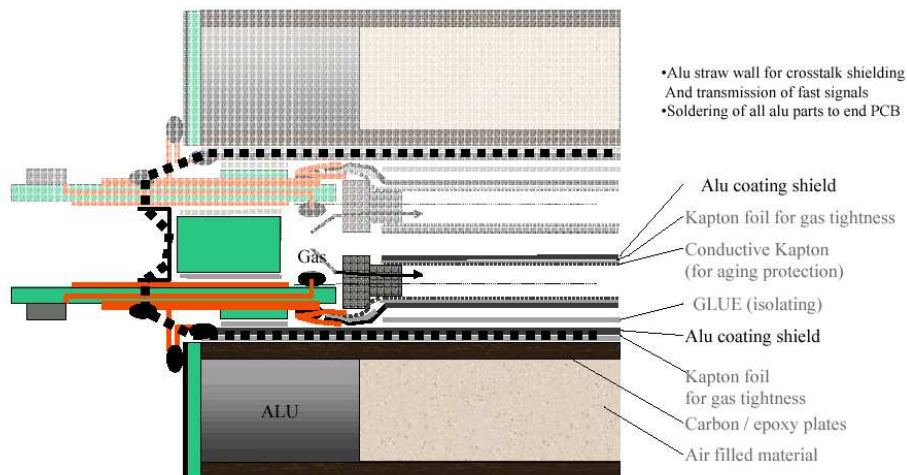 •Alu straw wall for crosstalk shielding
And transmission of fast signals
•Soldering of all alu parts to end PCB
Alu coating shield
Kapton foil for gas tightness
Conductive Kapton
(for aging protection)
Gas
GLUE (isolating)
Alu coating shield
Kapton foil
for gas tightness
ALU
Carbon / epoxy plates
Air filled material